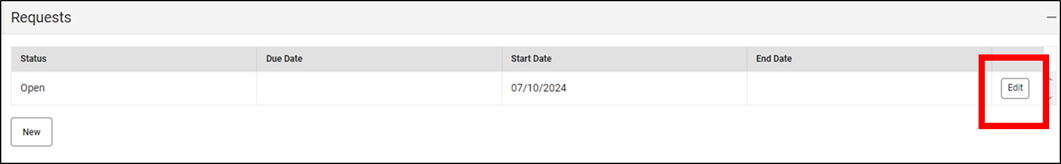 Requests
Status Due Date Start Date End Date
Open 07/10/2024 Edit
New